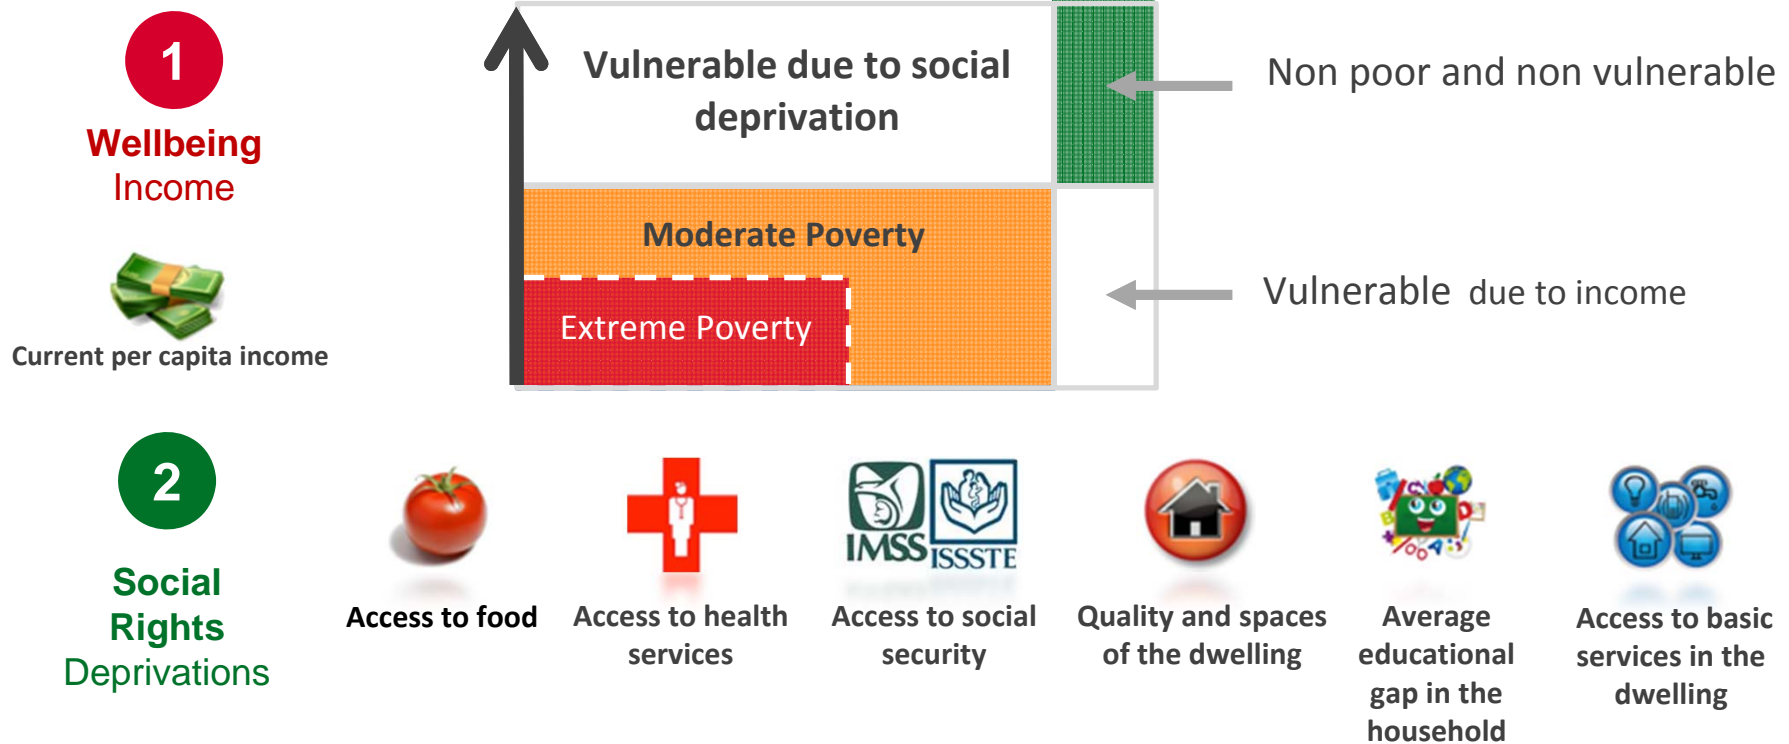 1
Wellbeing
Income
Current per capita income
Vulnerable due to social
deprivation
Non poor and non vulnerable
Moderate Poverty
Extreme Poverty
Vulnerable due to income
2
Social
Rights
Deprivations
IMSS
ISSSTE
Access to food
Access to health
services
Access to social
security
Quality and spaces
of the dwelling
Average
educational
gap in the
household
Access to basic
services in the
dwelling